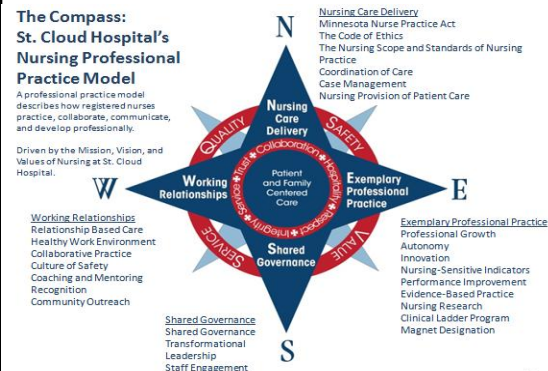 The Compass:
St. Cloud Hospital's
Nursing Professional
Practice Model
A professional practice model
describes how registered nurses
practice, collaborate, communicate,
and develop professionally.
Driven by the Mission, Vision, and
Values of Nursing at St. Cloud
Hospital.
N
Nursing Care Delivery
Minnesota Nurse Practice Act
The Code of Ethics
The Nursing Scope and Standards of Nursing
Practice
Coordination of Care
Case Management
Nursing Provision of Patient Care
Nursing
Care
Delivery
QUALITY
SAFETY
Trust Collaboration Hospitality Respect Integrity Service
W
Working
Relationships
Patient
and Family
Centered
Care
Exemplary
Professional
Practice
E
SERVICE
VALUE
Shared
Governance
S
Working Relationships
Relationship Based Care
Healthy Work Environment
Collaborative Practice
Culture of Safety
Coaching and Mentoring
Recognition
Community Outreach
Exemplary Professional Practice
Professional Growth
Autonomy
Innovation
Nursing-Sensitive Indicators
Performance Improvement
Evidence-Based Practice
Nursing Research
Clinical Ladder Program
Magnet Designation
Shared Governance
Shared Governance
Transformational
Leadership
Staff Engagement